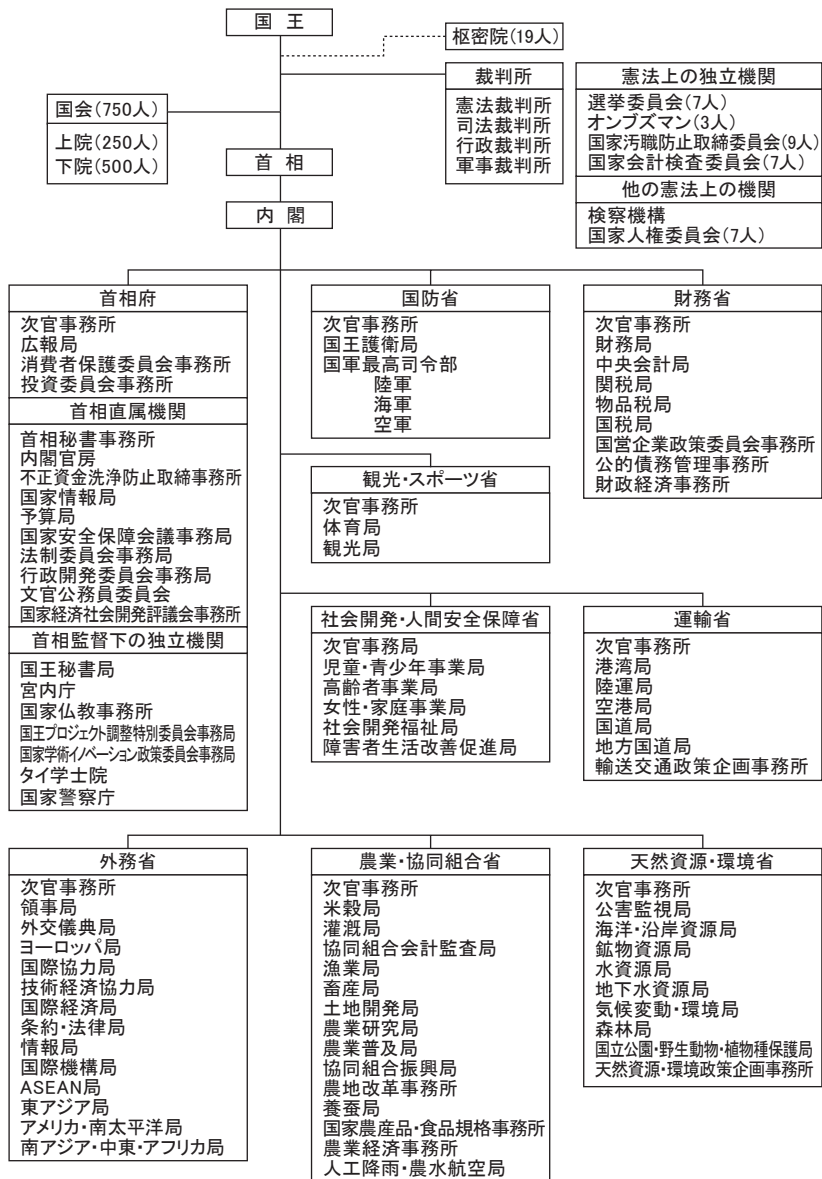 国 王
枢密院(19人)
裁判所
憲法裁判所
司法裁判所
行政裁判所
軍事裁判所
憲法上の独立機関
選挙委員会(7人)
オンブズマン(3人)
国家汚職防止取締委員会(9人)
国家会計検査委員会(7人)
他の憲法上の機関
検察機構
国家人権委員会(7人)
国会(750人)
上院(250人)
下院(500人)
首 相
内 閣
首相府
次官事務所
広報局
消費者保護委員会事務所
投資委員会事務所
首相直属機関
首相秘書事務所
内閣官房
不正資金洗浄防止取締事務所
国家情報局
予算局
国家安全保障会議事務局
法制委員会事務局
行政開発委員会事務局
文官公務員委員会
国家経済社会開発評議会事務所
首相監督下の独立機関
国王秘書局
宮内庁
国家仏教事務所
国王プロジェクト調整特別委員会事務局
国家学術イノベーション政策委員会事務局
タイ学士院
国家警察庁
国防省
次官事務所
国王護衛局
国軍最高司令部
陸軍
海軍
空軍
財務省
次官事務所
財務局
中央会計局
関税局
物品税局
国税局
国営企業政策委員会事務所
公的債務管理事務所
財政経済事務所
観光・スポーツ省
次官事務所
体育局
観光局
社会開発・人間安全保障省
次官事務局
児童・青少年事業局
高齢者事業局
女性・家庭事業局
社会開発福祉局
障害者生活改善促進局
運輸省
次官事務所
港湾局
陸運局
空港局
国道局
地方国道局
輸送交通政策企画事務所
外務省
次官事務所
領事局
外交儀典局
ヨーロッパ局
国際協力局
技術経済協力局
国際経済局
条約・法律局
情報局
国際機構局
ASEAN局
東アジア局
アメリカ・南太平洋局
南アジア・中東・アフリカ局
農業・協同組合省
次官事務所
米穀局
灌漑局
協同組合会計監査局
漁業局
畜産局
土地開発局
農業研究局
農業普及局
協同組合振興局
農地改革事務所
養蚕局
国家農産品・食品規格事務所
農業経済事務所
人工降雨・農水航空局
天然資源・環境省
次官事務所
公害監視局
海洋・沿岸資源局
鉱物資源局
水資源局
地下水資源局
気候変動・環境局
森林局
国立公園・野生動物・植物種保護局
天然資源・環境政策企画事務所